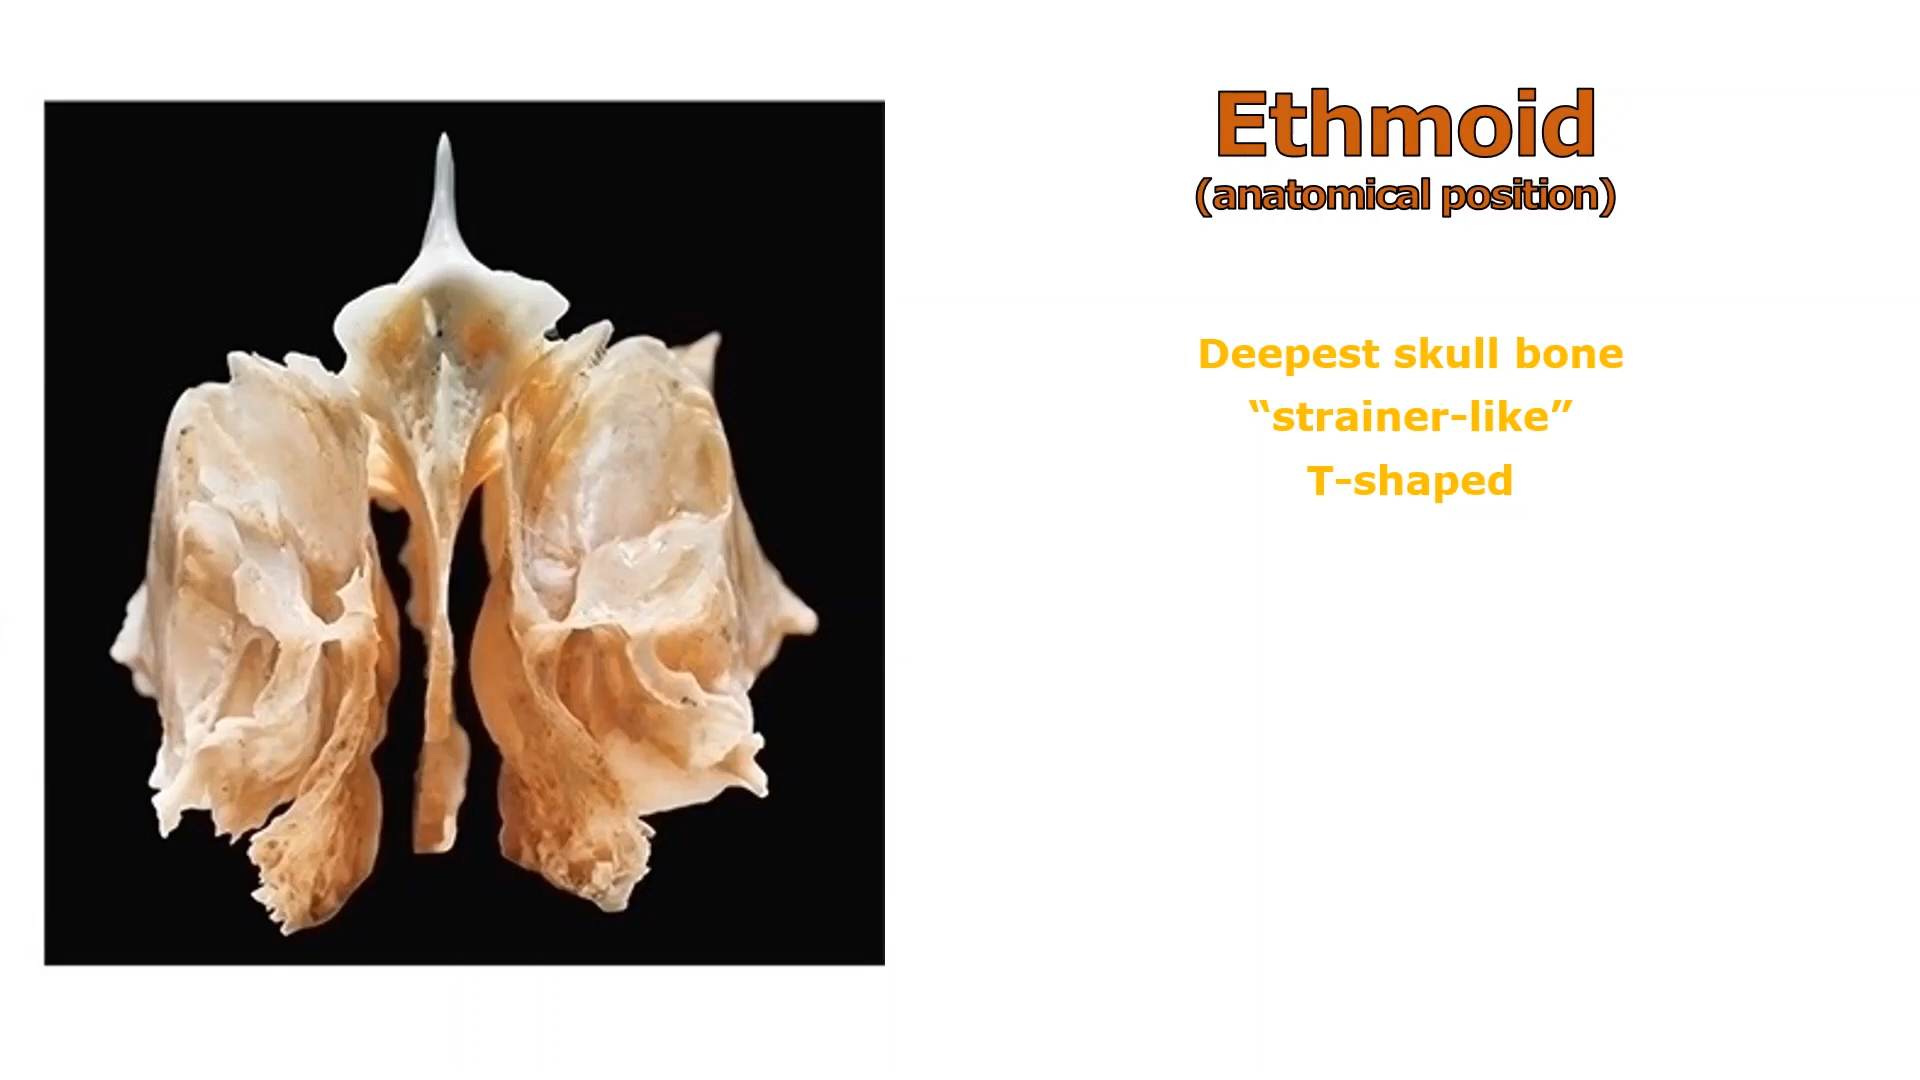 Ethmoid
(anatomical position)
Deepest skull bone
“strainer-like”
T-shaped